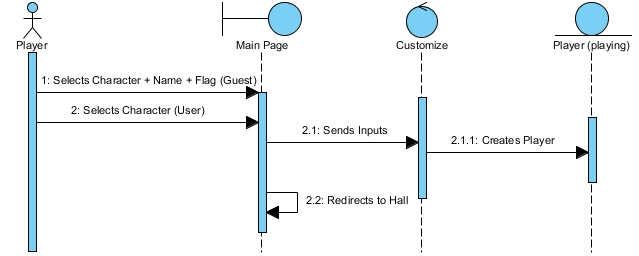 Player
Main Page
Customize
Player (playing)
1: Selects Character + Name + Flag (Guest)
2: Selects Character (User)
2.1: Sends Inputs
2.1.1: Creates Player
2.2: Redirects to Hall